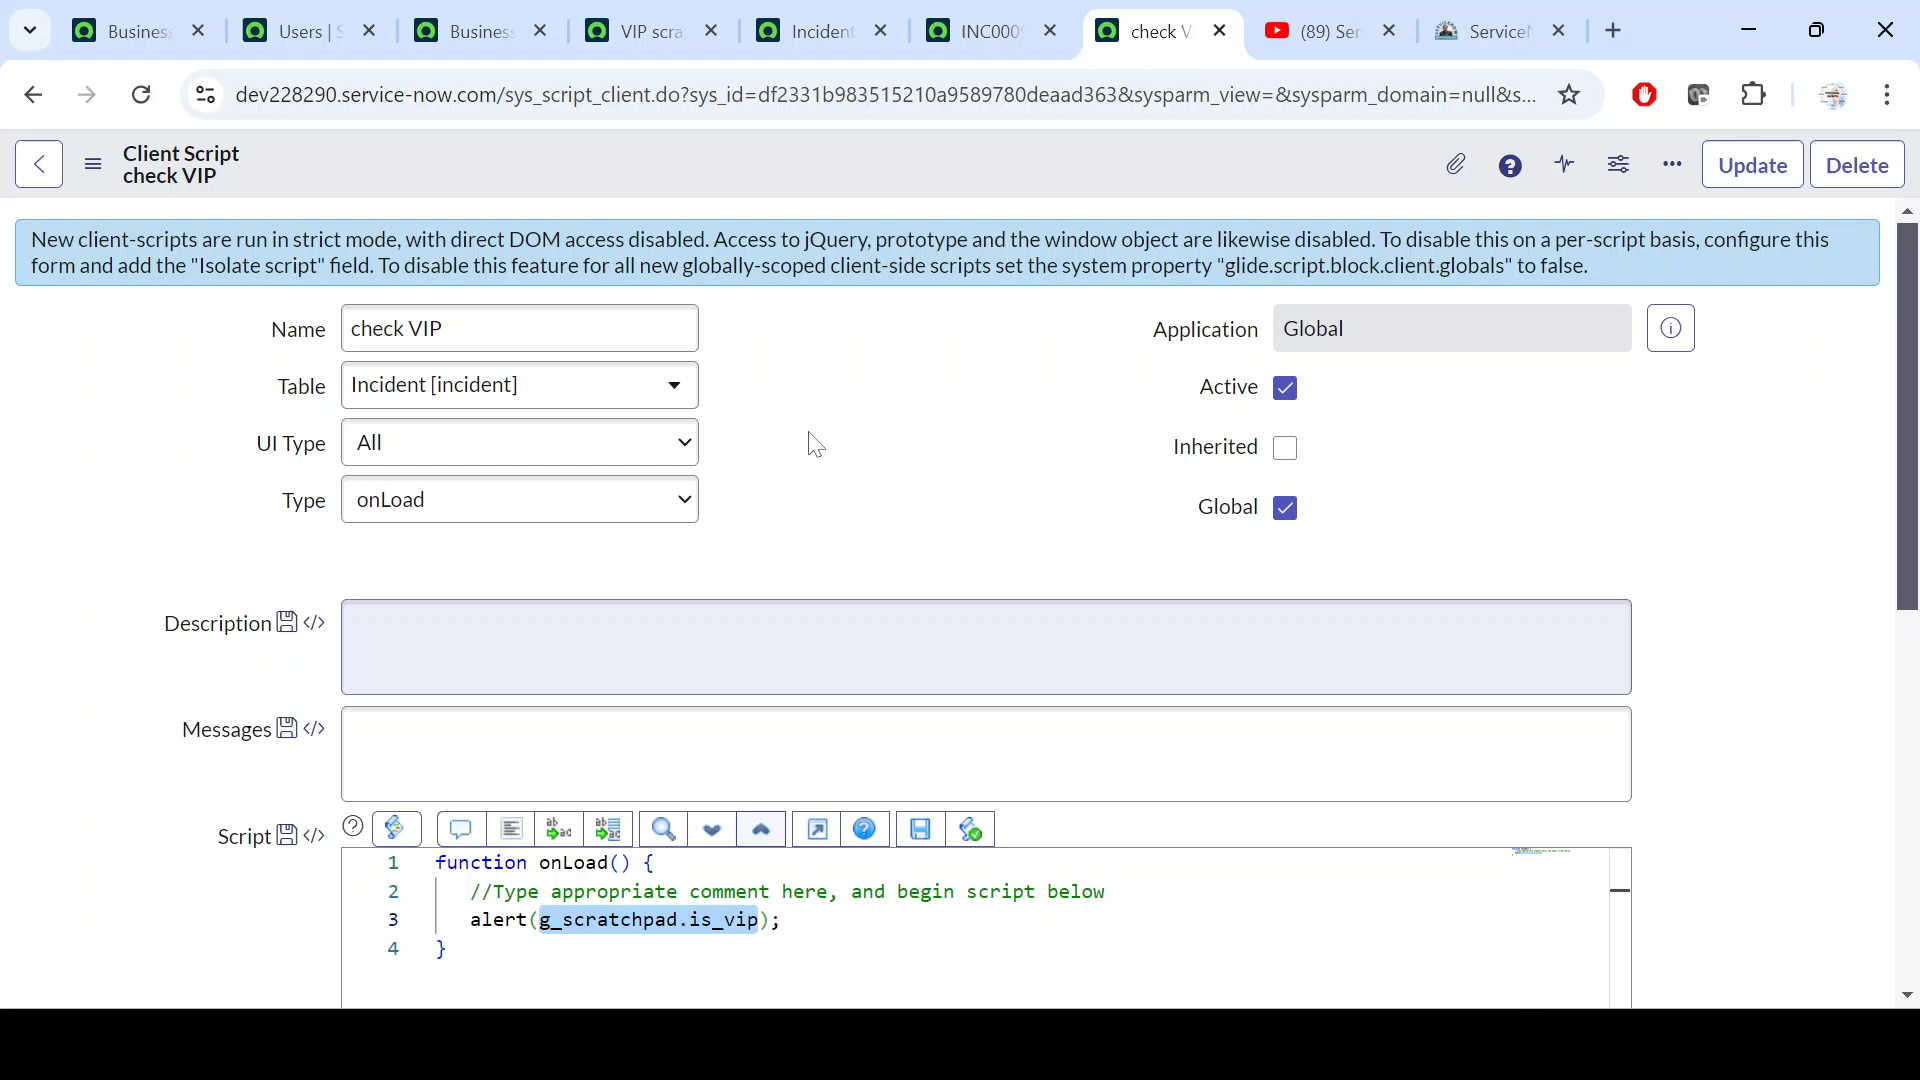 Business
Users | S
Business
VIP scra
Incident
INC0009
check V
(89) Ser
Service
dev228290.service-now.com/sys_script_client.do?sys_id=df2331b983515210a9589780deaad363&sysparm_view=&sysparm_domain=null&s...
Client Script
check VIP
Update
Delete
New client-scripts are run in strict mode, with direct DOM access disabled. Access to jQuery, prototype and the window object are likewise disabled. To disable this on a per-script basis, configure this
form and add the "Isolate script" field. To disable this feature for all new globally-scoped client-side scripts set the system property "glide.script.block.client.globals" to false.
Name check VIP
Application Global
Table Incident [incident]
Active
UI Type All
Inherited
Type onLoad
Global
Description
Messages
Script
1 function onLoad() {
2 //Type appropriate comment here, and begin script below
3 alert(g_scratchpad.is_vip);
4 }